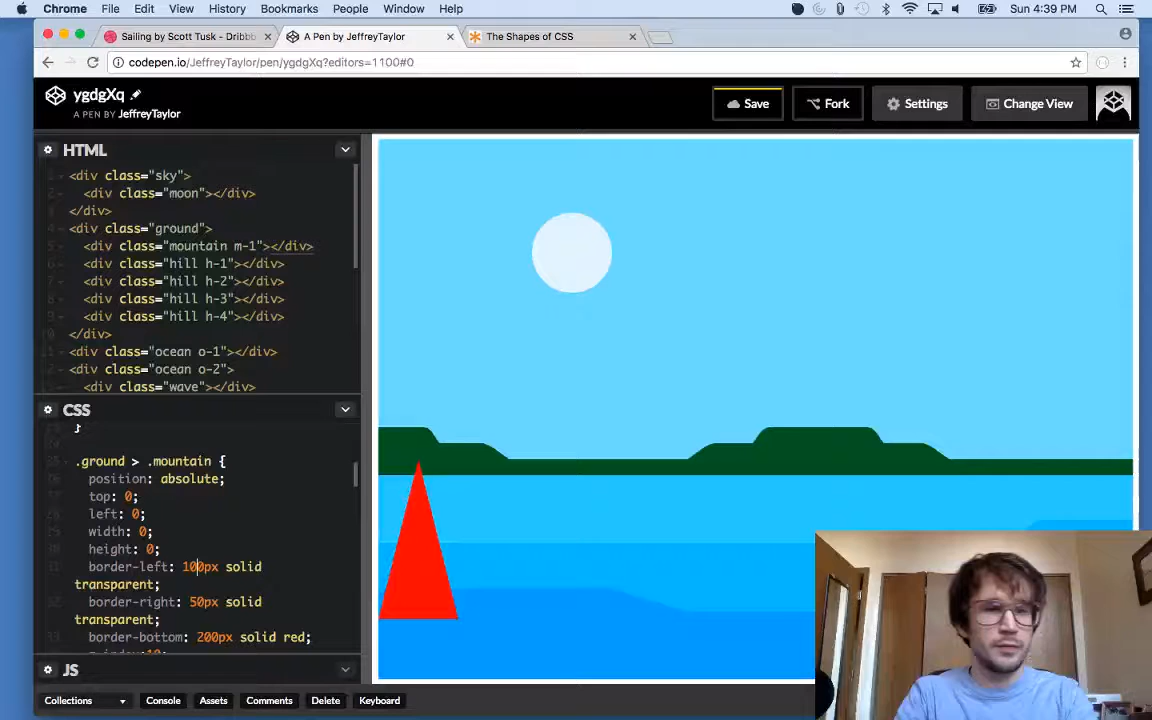 Chrome File Edit View History Bookmarks People Window Help Sun 4:39 PM
Sailing by Scott Tusk - Dribbb A Pen by JeffreyTaylor The Shapes of CSS
codepen.io/JeffreyTaylor/pen/ygdgXq?editors=1100#0
ygdgXq
A PEN BY JeffreyTaylor
Save Fork Settings Change View
HTML
<div class="sky">
<div class="moon"></div>
</div>
<div class="ground">
<div class="mountain m-1"></div>
<div class="hill h-1"></div>
<div class="hill h-2"></div>
<div class="hill h-3"></div>
<div class="hill h-4"></div>
</div>
<div class="ocean o-1"></div>
<div class="ocean o-2">
<div class="wave"></div>
CSS
}
.ground > .mountain {
position: absolute;
top: 0;
left: 0;
width: 0;
height: 0;
border-left: 100px solid
transparent;
border-right: 50px solid
transparent;
border-bottom: 200px solid red;
JS
Collections Console Assets Comments Delete Keyboard